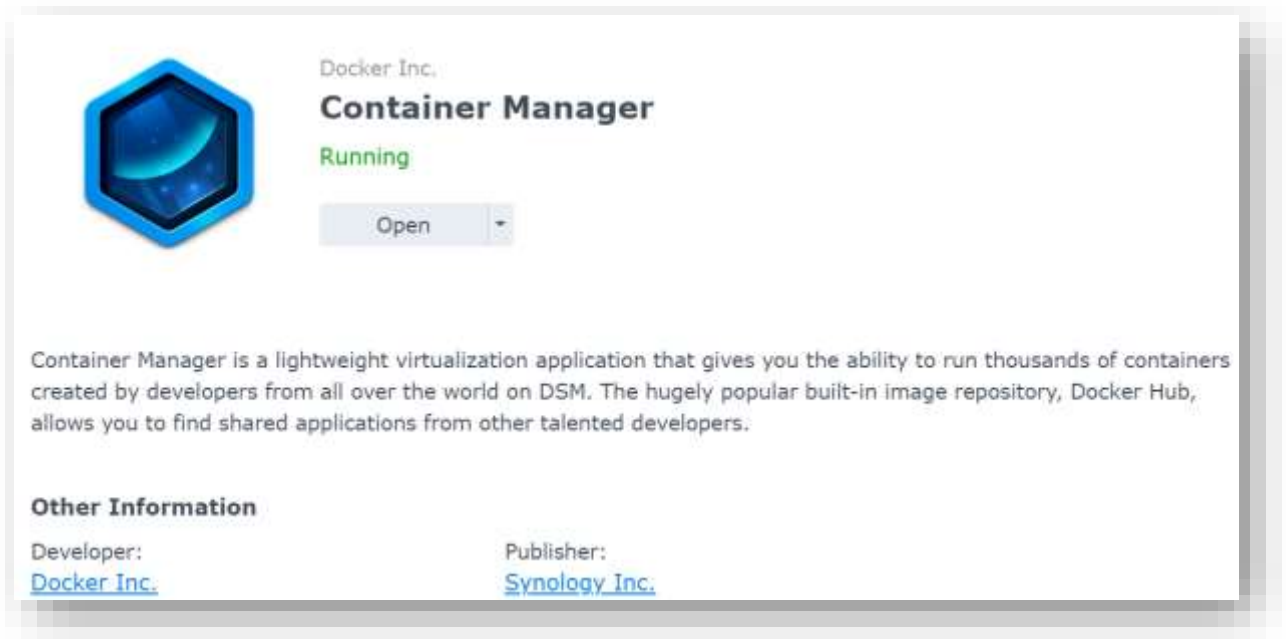 Docker Inc.
Container Manager
Running
Open
Container Manager is a lightweight virtualization application that gives you the ability to run thousands of containers
created by developers from all over the world on DSM. The hugely popular built-in image repository, Docker Hub,
allows you to find shared applications from other talented developers.
Other Information
Developer:
Docker Inc.
Publisher:
Synology Inc.